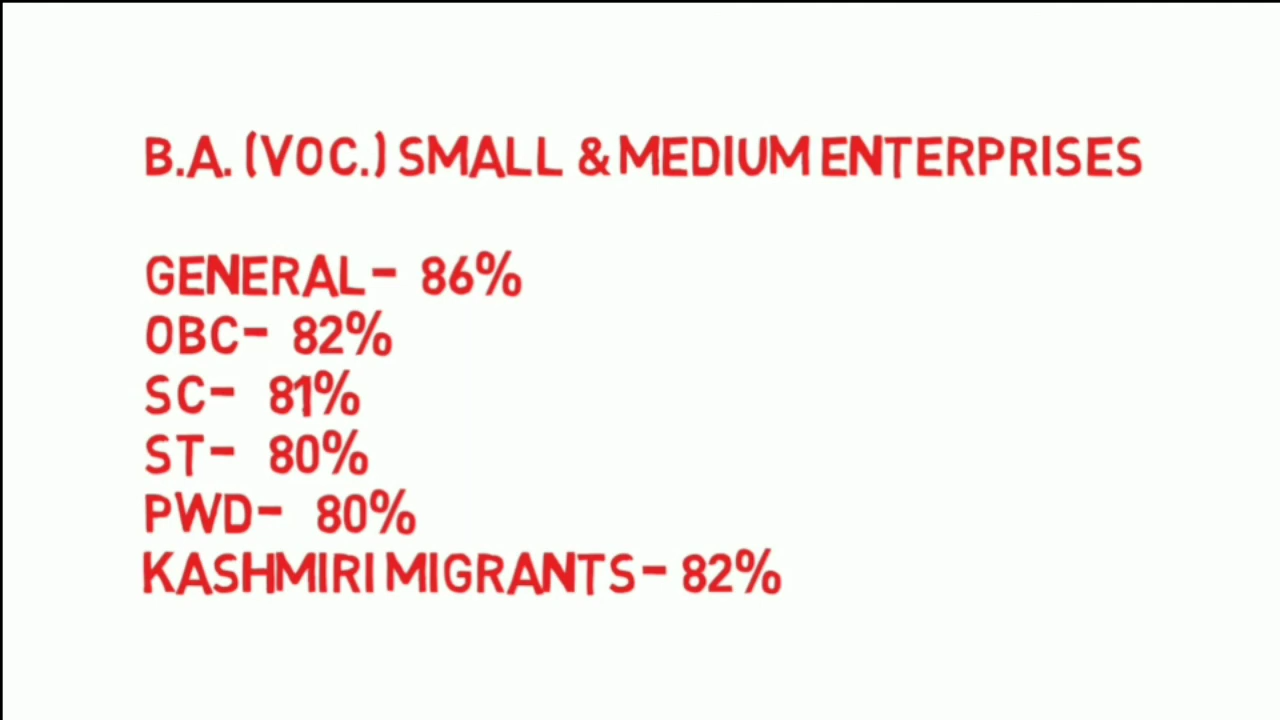 B.A. (VOC.) SMALL & MEDIUM ENTERPRISES
GENERAL- 86%
OBC- 82%
SC- 81%
ST- 80%
PWD- 80%
KASHMIRI MIGRANTS- 82%